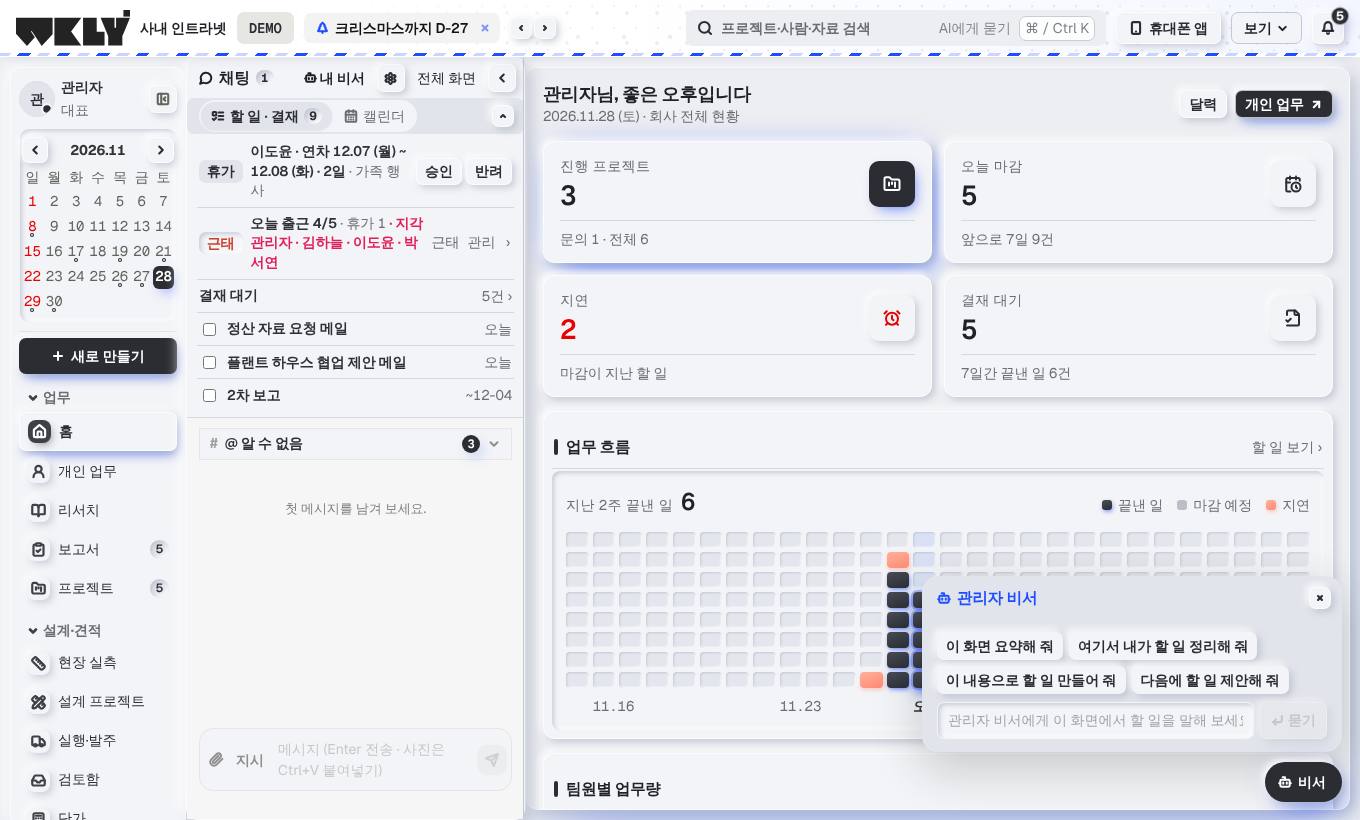 WKLY 사내 인트라넷 DEMO 크리스마스까지 D-27 × ‹ › 프로젝트·사람·자료 검색 AI에게 묻기 ⌘ / Ctrl K 휴대폰 앱 보기 5
관 관리자
대표
2026.11
일 월 화 수 목 금 토
1 2 3 4 5 6 7
8 9 10 11 12 13 14
15 16 17 18 19 20 21
22 23 24 25 26 27 28
29 30
+ 새로 만들기
업무
홈
개인 업무
리서치
보고서 5
프로젝트 5
설계·견적
현장 실측
설계 프로젝트
실행·발주
검토함
단가
채팅 1 내 비서 전체 화면
할 일 · 결재 9 캘린더
휴가 이도윤 · 연차 12.07 (월) ~
12.08 (화) · 2일 · 가족 행
사
승인 반려
근태 오늘 출근 4/5 · 휴가 1 · 지각
관리자 · 김하늘 · 이도윤 · 박
서연
근태 관리 ›
결재 대기 5건 ›
정산 자료 요청 메일 오늘
플랜트 하우스 협업 제안 메일 오늘
2차 보고 ~12-04
# @ 알 수 없음 3
첫 메시지를 남겨 보세요.
지시 메시지 (Enter 전송 · 사진은
Ctrl+V 붙여넣기)
관리자님, 좋은 오후입니다
2026.11.28 (토) · 회사 전체 현황
달력 개인 업무
진행 프로젝트
3
문의 1 · 전체 6
오늘 마감
5
앞으로 7일 9건
지연
2
마감이 지난 할 일
결재 대기
5
7일간 끝낸 일 6건
업무 흐름 할 일 보기 ›
지난 2주 끝낸 일 6 끝낸 일 마감 예정 지연
11.16 11.23
관리자 비서
이 화면 요약해 줘 여기서 내가 할 일 정리해 줘
이 내용으로 할 일 만들어 줘 다음에 할 일 제안해 줘
관리자 비서에게 이 화면에서 할 일을 말해 보세 묻기
팀원별 업무량
비서